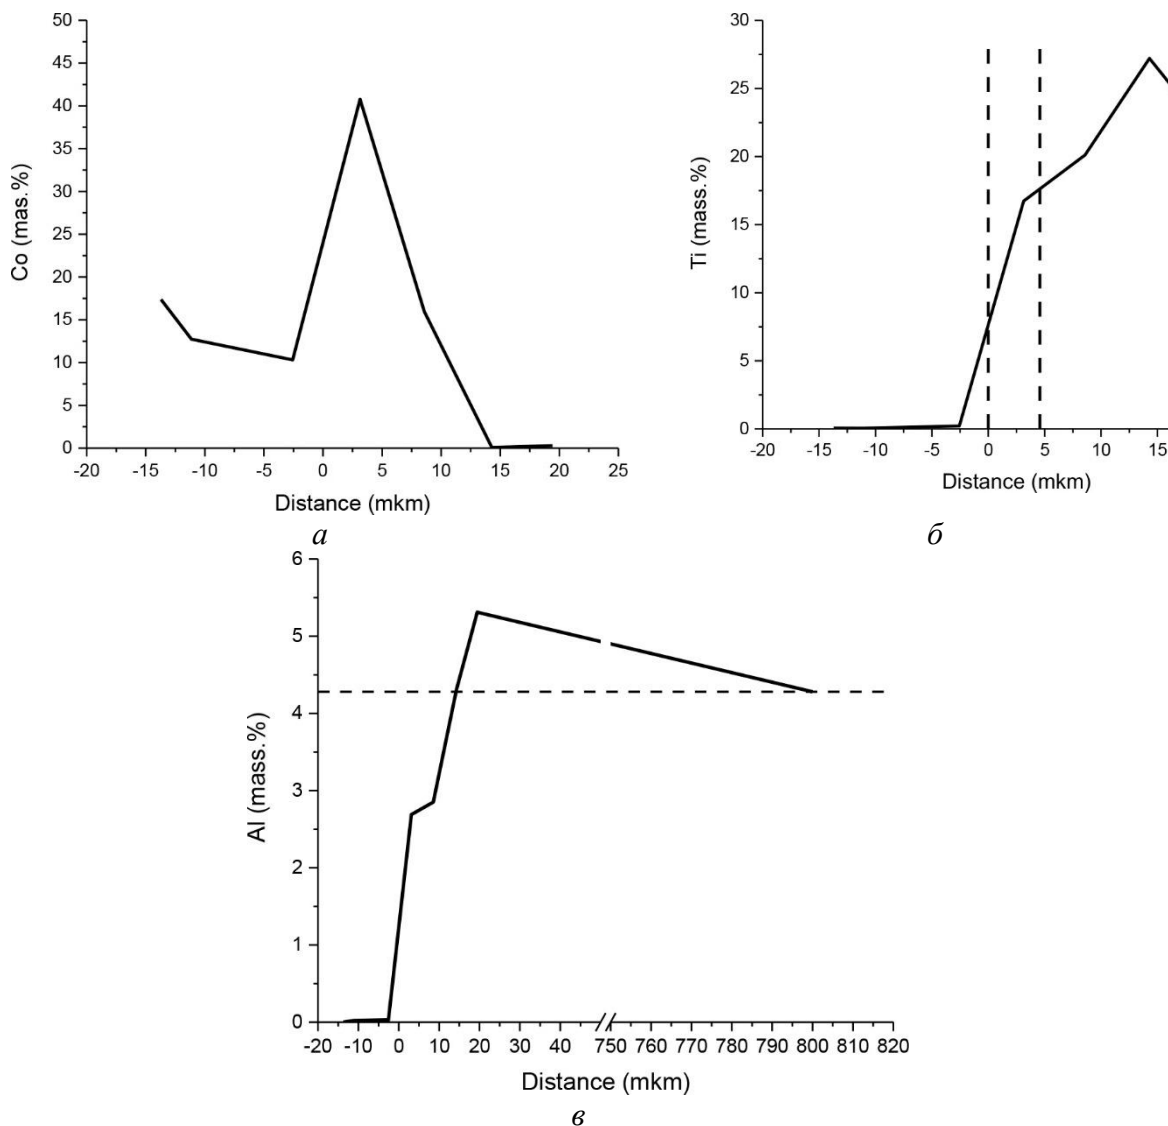 50
45
40
35
30
25
20
15
10
5
0
Co (mas.%)
-20 -15 -10 -5 0 5 10 15 20 25
Distance (mkm)
а
30
25
20
15
10
5
0
Ti (mass.%)
-20 -15 -10 -5 0 5 10 15
Distance (mkm)
б
6
5
4
3
2
1
0
Al (mass.%)
-20 -10 0 10 20 30 40 750 760 770 780 790 800 810 820
Distance (mkm)
в